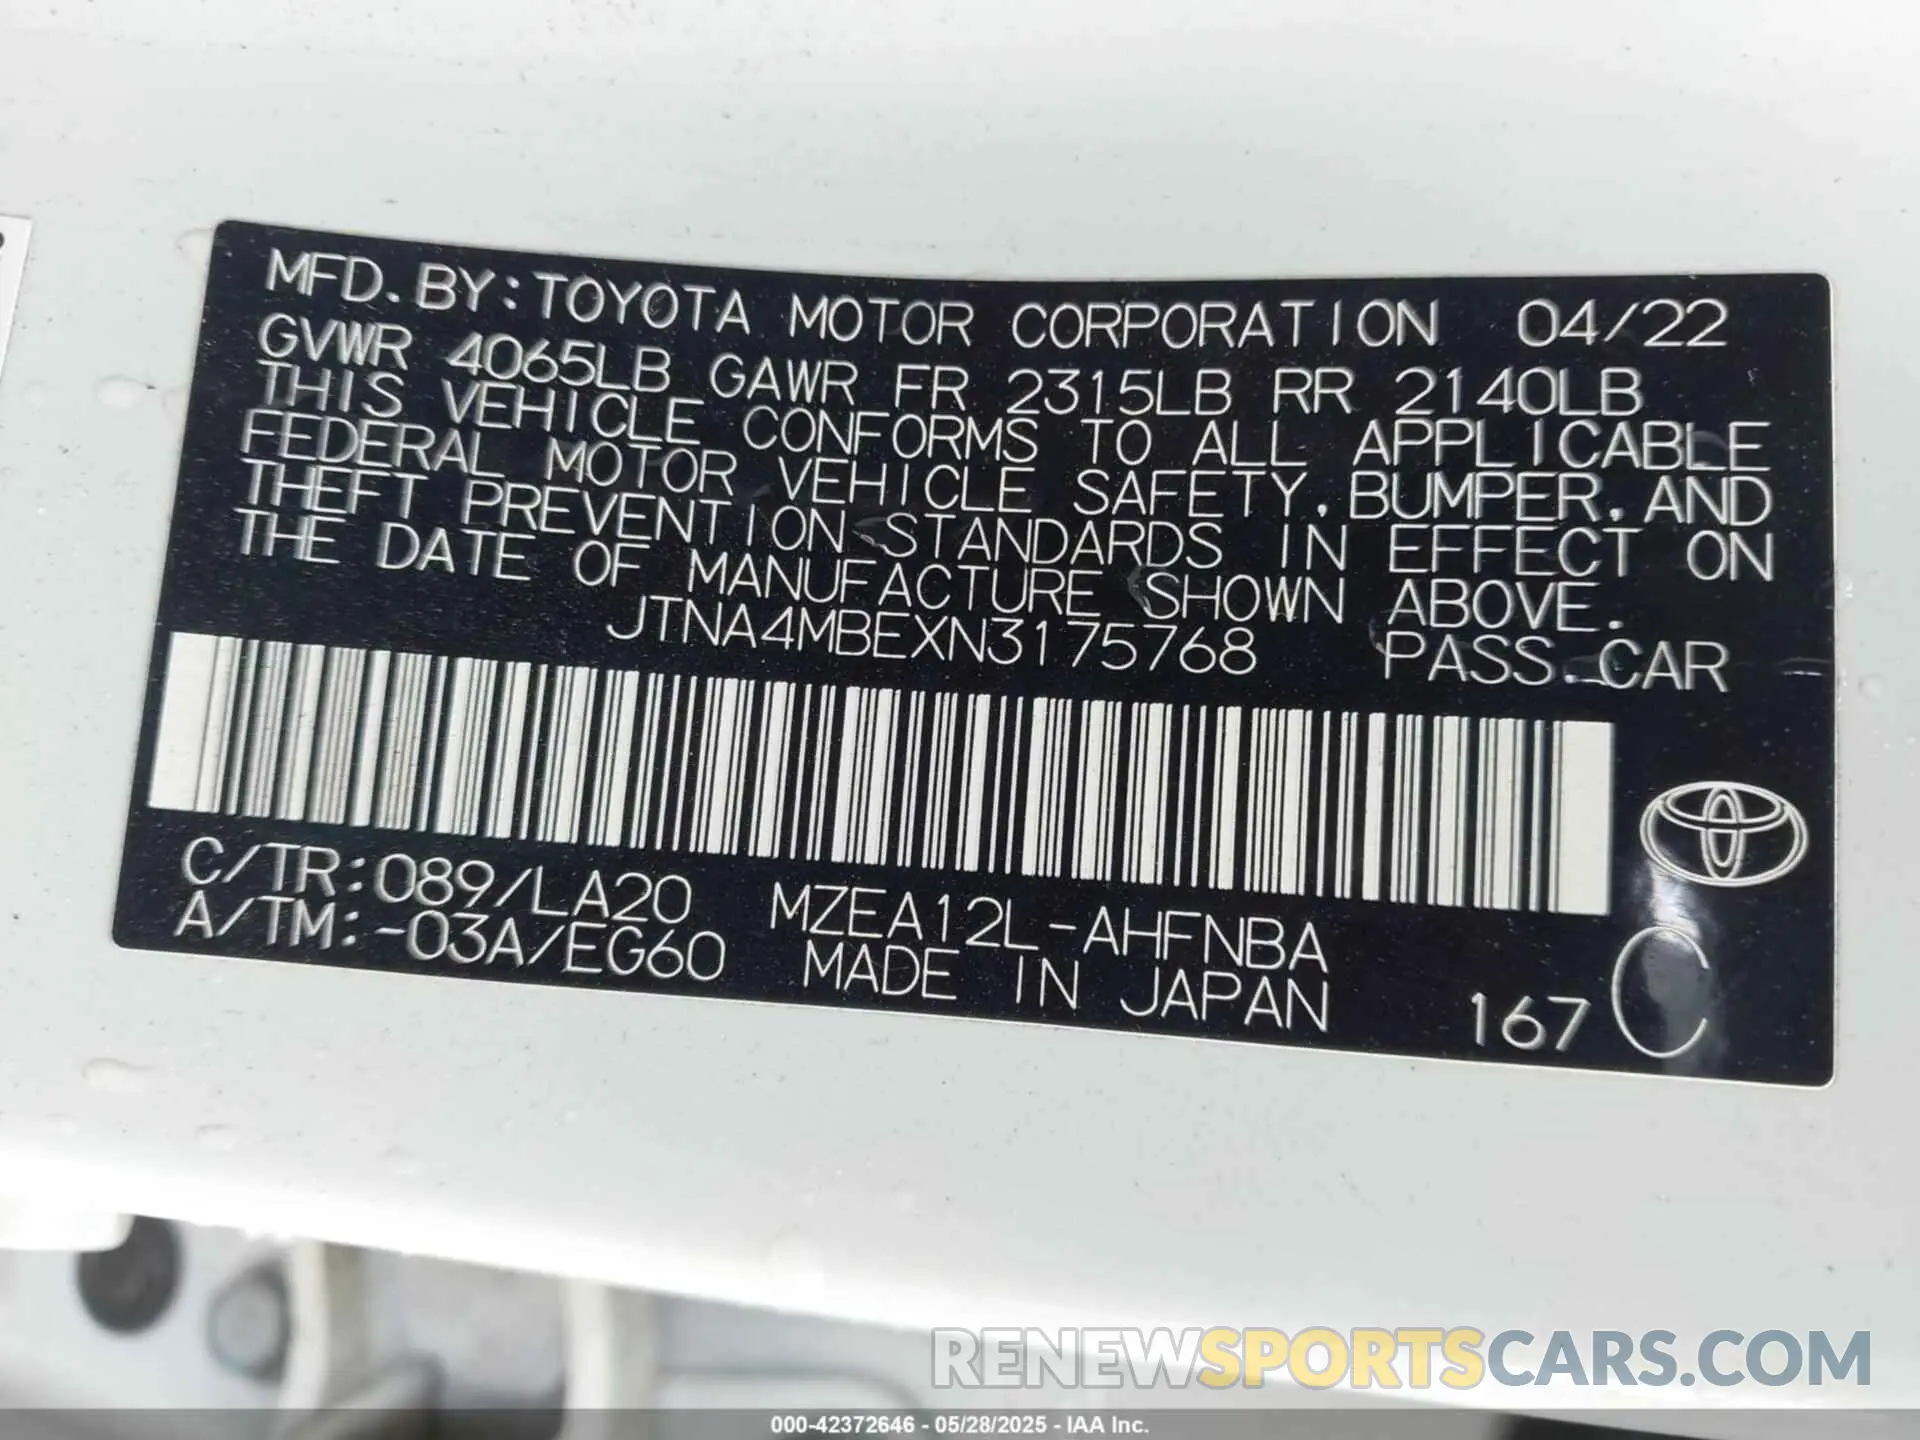 MFD. BY: TOYOTA MOTOR CORPORATION 04/22
GVWR 4065LB GAWR FR 2315LB RR 2140LB
THIS VEHICLE CONFORMS TO ALL APPLICABLE
FEDERAL MOTOR VEHICLE SAFETY, BUMPER, AND
THEFT PREVENTION STANDARDS IN EFFECT ON
THE DATE OF MANUFACTURE SHOWN ABOVE.
JTNA4MBEXN3175768 PASS. CAR
C/TR:089/LA20 MZEA12L-AHFNBA
A/TM:-03A/EG60 MADE IN JAPAN 167 C
RENEWSPORTSCARS.COM
000-42372646 - 05/28/2025 - IAA Inc.